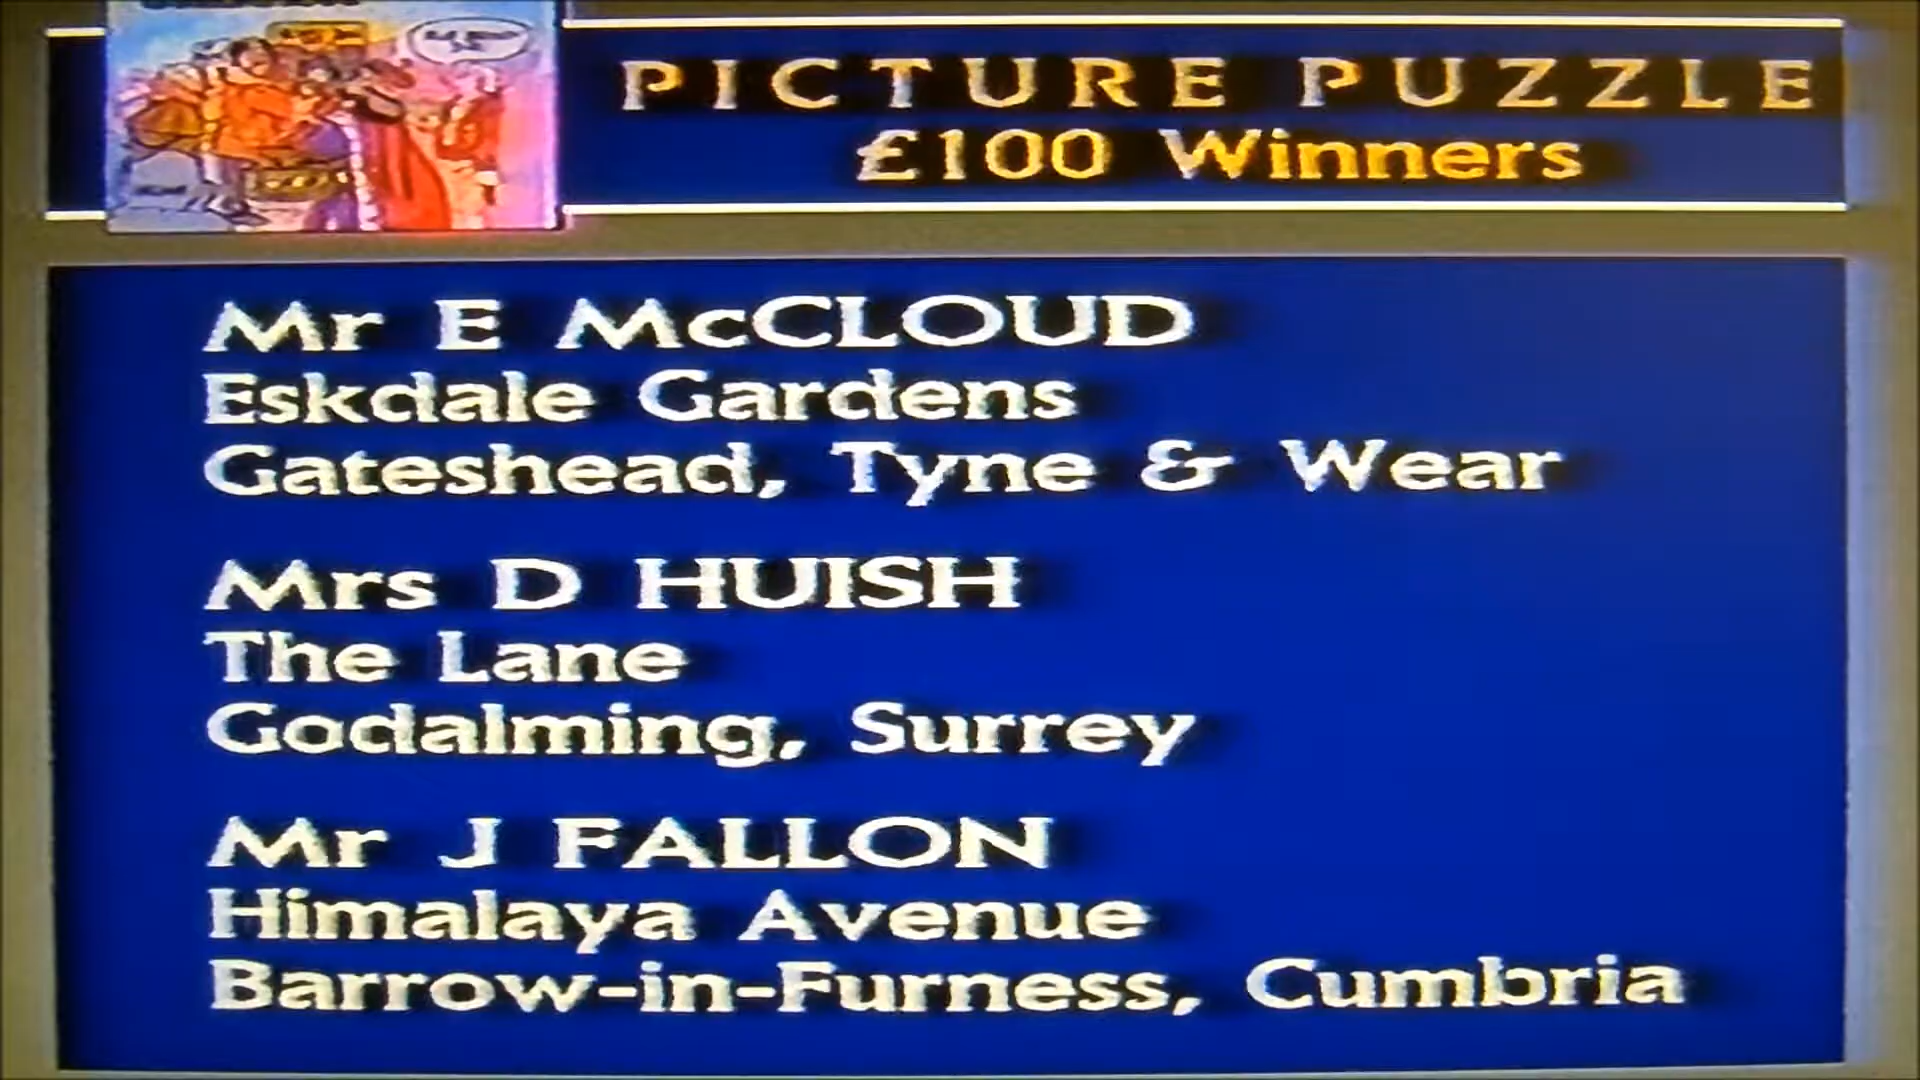 PICTURE PUZZLE
£100 Winners
Mr E McCLOUD
Eskdale Gardens
Gateshead, Tyne & Wear
Mrs D HUISH
The Lane
Godalming, Surrey
Mr J FALLON
Himalaya Avenue
Barrow-in-Furness, Cumbria